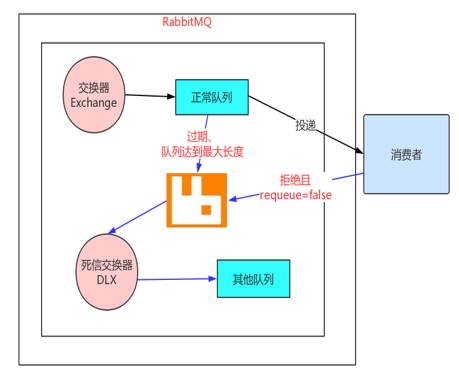 RabbitMQ
交换器
Exchange
正常队列
投递
消费者
过期、
队列达到最大长度
拒绝且
requeue=false
死信交换器
DLX
其他队列